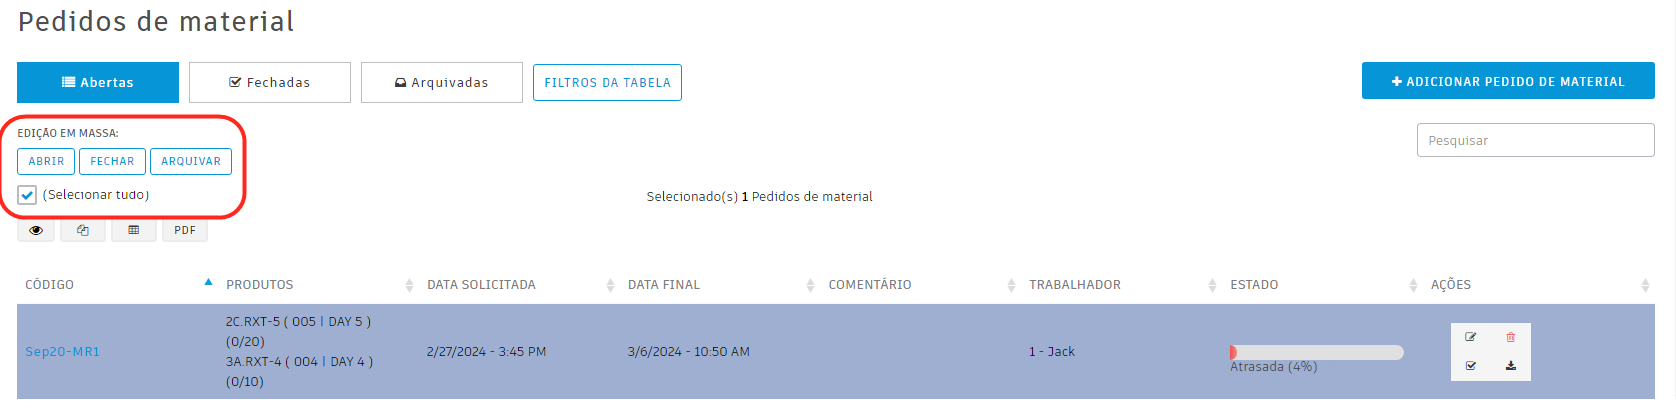 Pedidos de material
Abertas
Fechadas
Arquivadas
FILTROS DA TABELA
ADICIONAR PEDIDO DE MATERIAL
EDIÇÃO EM MASSA:
Pesquisar
ABRIR FECHAR ARQUIVAR
(Selecionar tudo)
Selecionado(s) 1 Pedidos de material
PDF
CÓDIGO PRODUTOS DATA SOLICITADA DATA FINAL COMENTÁRIO TRABALHADOR ESTADO AÇÕES
Sep20-MR1
2C.RXT-5 ( 005 | DAY 5 )
(0/20)
3A.RXT-4 ( 004 | DAY 4 )
(0/10)
2/27/2024 - 3:45 PM
3/6/2024 - 10:50 AM
1 - Jack
Atrasada (4%)